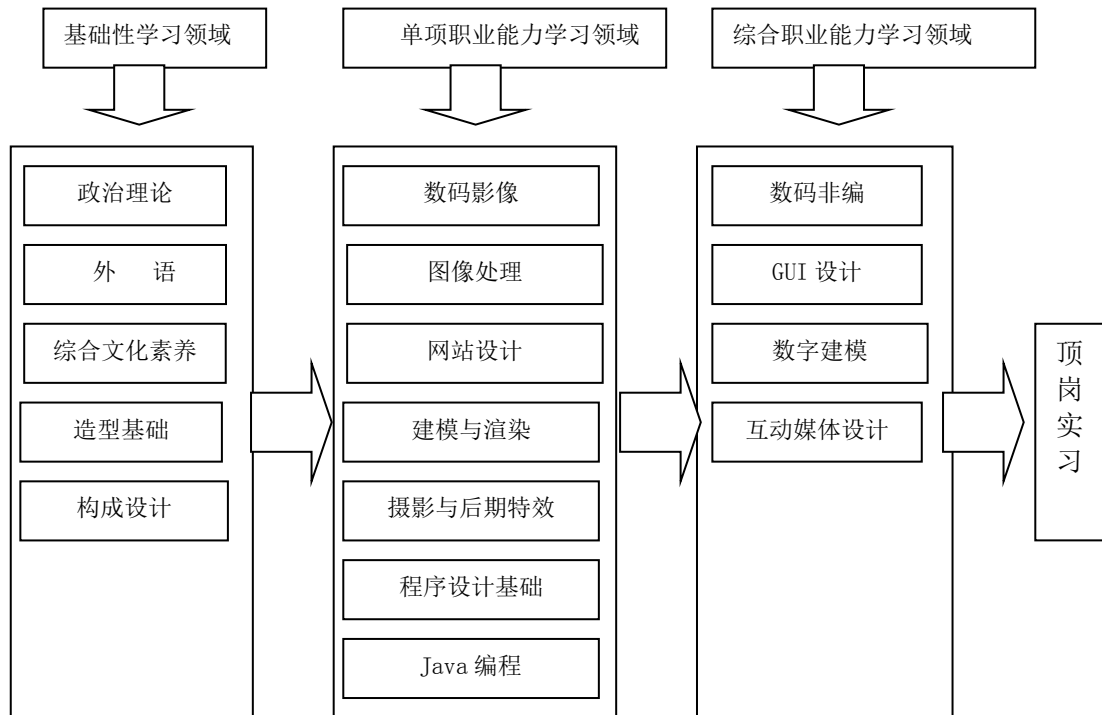 基础性学习领域
单项职业能力学习领域
综合职业能力学习领域
政治理论
外 语
综合文化素养
造型基础
构成设计
数码影像
图像处理
网站设计
建模与渲染
摄影与后期特效
程序设计基础
Java 编程
数码非编
GUI 设计
数字建模
互动媒体设计
顶
岗
实
习